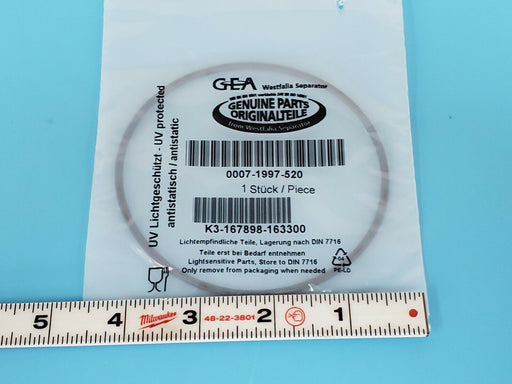 GEA Westfalia Separator
GENUINE PARTS
ORIGINALTEILE
from Westfalia Separator
0007-1997-520
1 Stück / Piece
K3-167898-163300
Lichtempfindliche Teile, Lagerung nach DIN 7716
Teile erst bei Bedarf entnehmen
Lightsensitive Parts, Store to DIN 7716
Only remove from packaging when needed
UV Lichtgeschützt - UV protected
antistatisch / antistatic
04
PE-LD
5 4 Milwaukee 3 48-22-3801 2 1